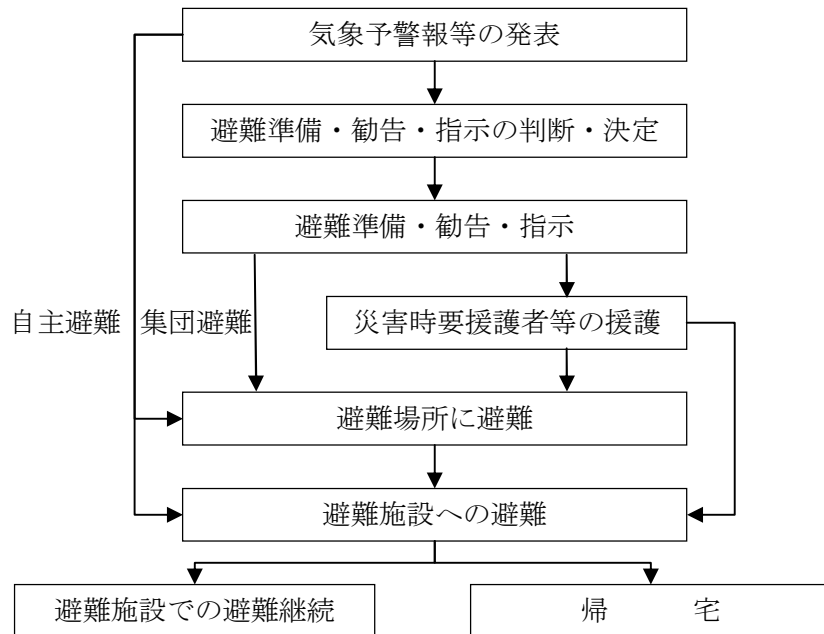 気象予警報等の発表
避難準備・勧告・指示の判断・決定
避難準備・勧告・指示
自主避難
集団避難
災害時要援護者等の援護
避難場所に避難
避難施設への避難
避難施設での避難継続
帰　　宅